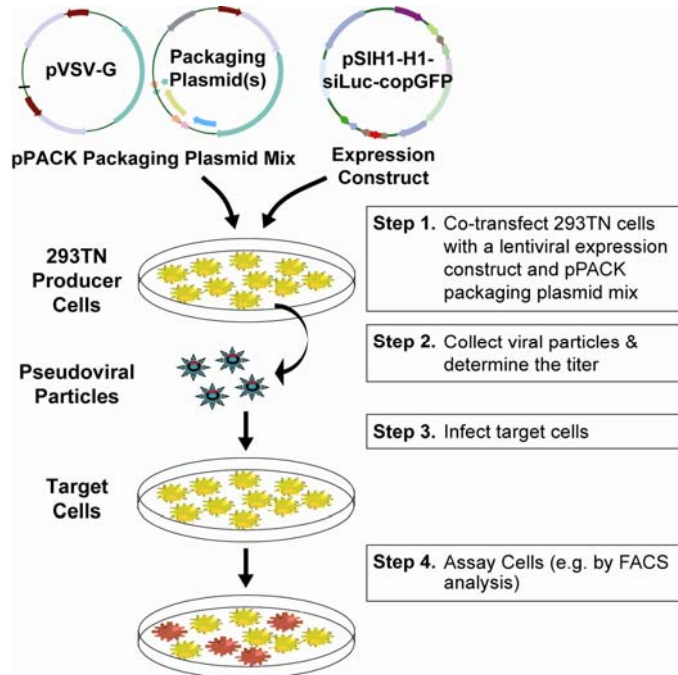 pVSV-G
Packaging
Plasmid(s)
pSIH1-H1-
siLuc-copGFP
pPACK Packaging Plasmid Mix
Expression
Construct
293TN
Producer
Cells
Step 1. Co-transfect 293TN cells
with a lentiviral expression
construct and pPACK
packaging plasmid mix
Step 2. Collect viral particles &
determine the titer
Pseudoviral
Particles
Step 3. Infect target cells
Target
Cells
Step 4. Assay Cells (e.g. by FACS
analysis)